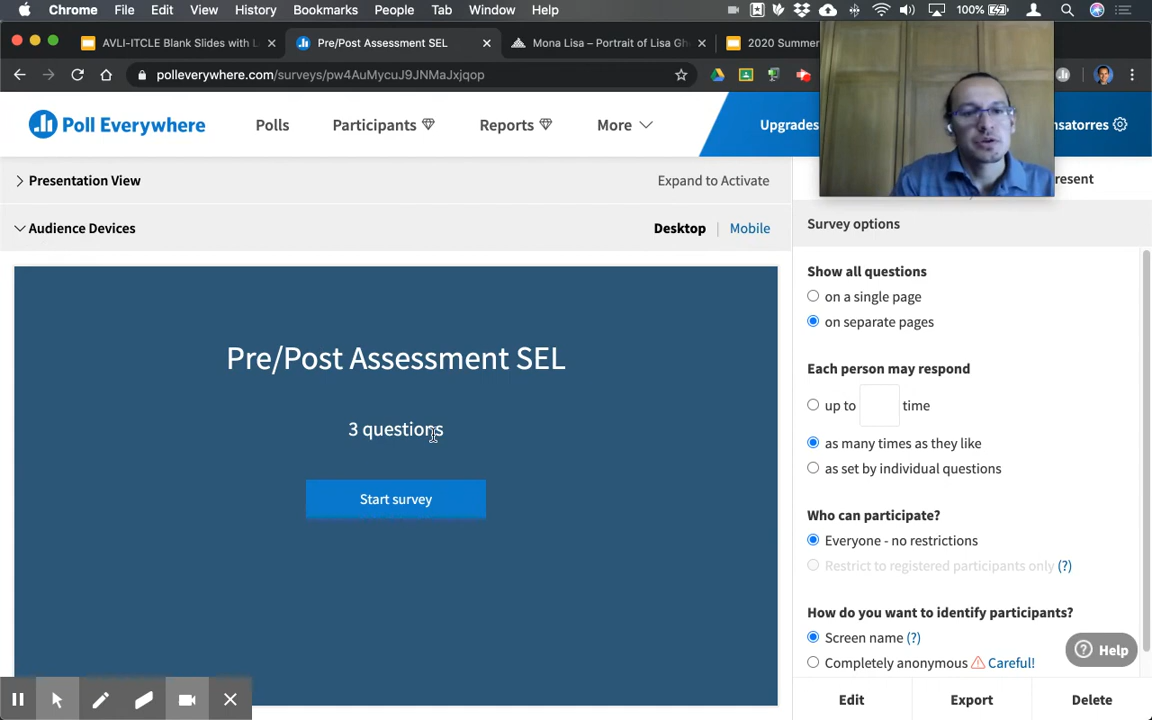 Chrome File Edit View History Bookmarks People Tab Window Help 100%
AVLI-ITCLE Blank Slides with L
Pre/Post Assessment SEL
Mona Lisa – Portrait of Lisa Gh
2020 Summer
polleverywhere.com/surveys/pw4AuMycuJ9JNMaJxjqop
Poll Everywhere Polls Participants Reports More Upgrades nsatorres
Presentation View Expand to Activate
resent
Audience Devices Desktop | Mobile
Survey options
Pre/Post Assessment SEL
3 questions
Start survey
Show all questions
on a single page
on separate pages
Each person may respond
up to time
as many times as they like
as set by individual questions
Who can participate?
Everyone - no restrictions
Restrict to registered participants only (?)
How do you want to identify participants?
Screen name (?)
Completely anonymous Careful!
Help
Edit Export Delete